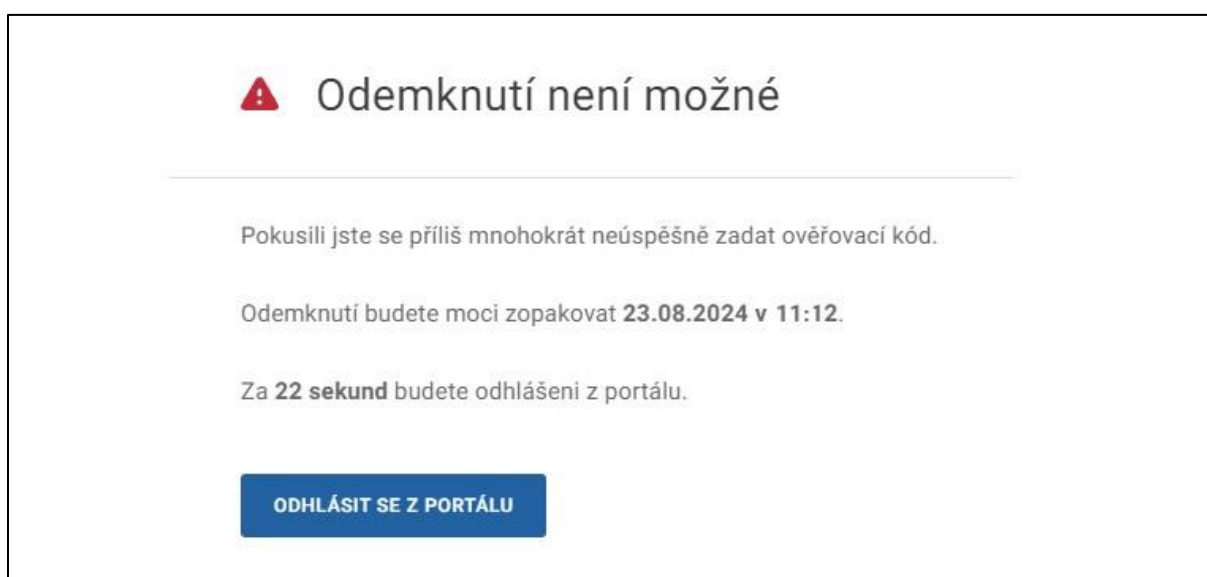 Odemknutí není možné
Pokusili jste se příliš mnohokrát neúspěšně zadat ověřovací kód.
Odemknutí budete moci zopakovat 23.08.2024 v 11:12.
Za 22 sekund budete odhlášeni z portálu.
ODHLÁSIT SE Z PORTÁLU